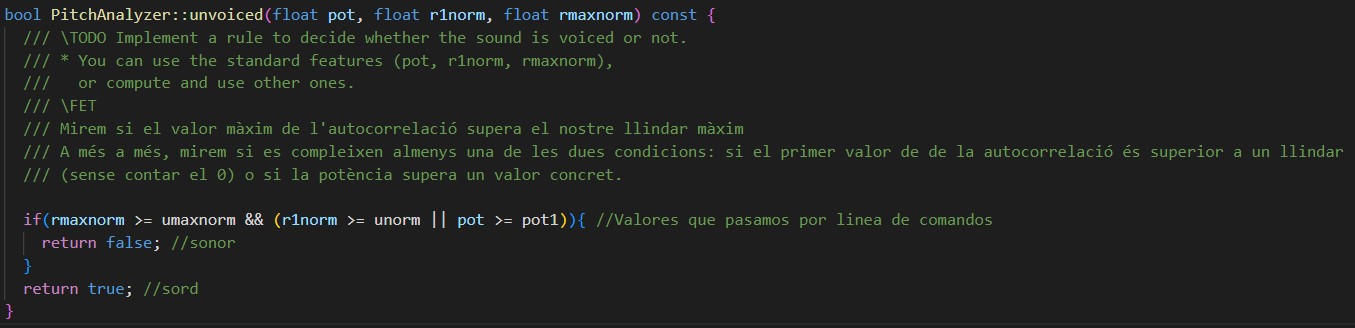 bool PitchAnalyzer::unvoiced(float pot, float r1norm, float rmaxnorm) const {
/// \TODO Implement a rule to decide whether the sound is voiced or not.
/// * You can use the standard features (pot, r1norm, rmaxnorm),
///   or compute and use other ones.
/// \FET
/// Mirem si el valor màxim de l'autocorrelació supera el nostre llindar màxim
/// A més a més, mirem si es compleixen almenys una de les dues condicions: si el primer valor de de la autocorrelació és superior a un llindar
/// (sense contar el 0) o si la potència supera un valor concret.
if(rmaxnorm >= umaxnorm && (r1norm >= unorm || pot >= pot1)){ //Valores que pasamos por linea de comandos
return false; //sonor
}
return true; //sord
}